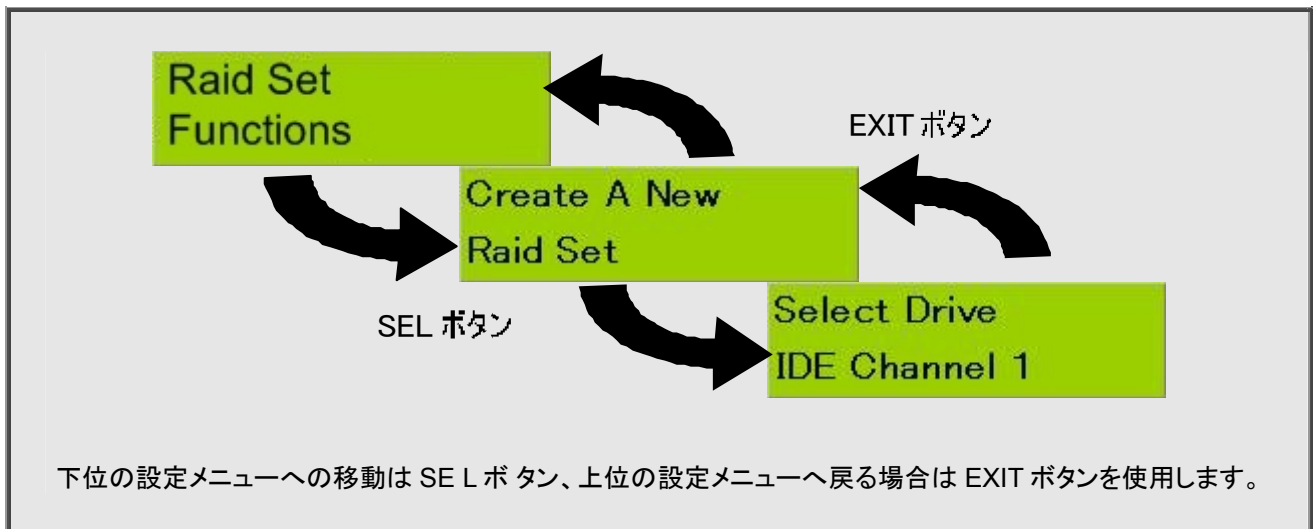 Raid Set
Functions
EXIT ボタン
Create A New
Raid Set
SEL ボタン
Select Drive
IDE Channel 1
下位の設定メニューへの移動は SE L ボ タン、上位の設定メニューへ戻る場合は EXIT ボタンを使用します。